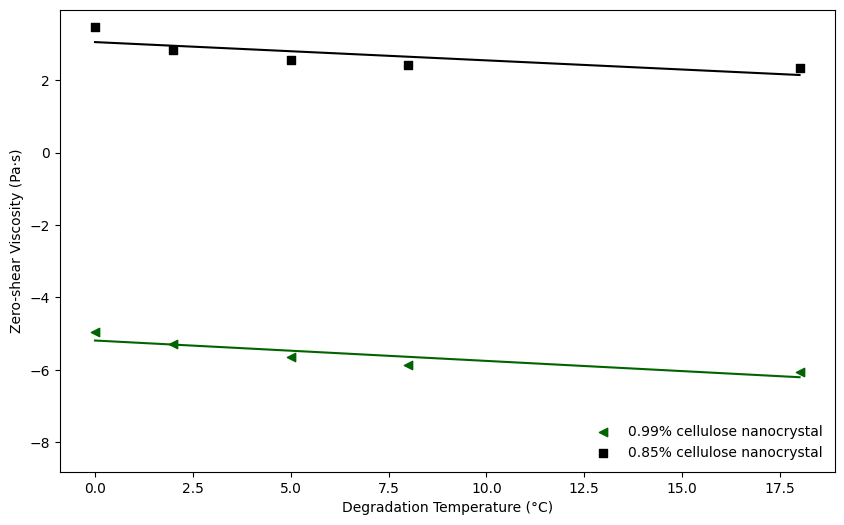 2
0
−2
−4
−6
−8
Zero-shear Viscosity (Pa·s)
0.99% cellulose nanocrystal
0.85% cellulose nanocrystal
0.0 2.5 5.0 7.5 10.0 12.5 15.0 17.5
Degradation Temperature (°C)